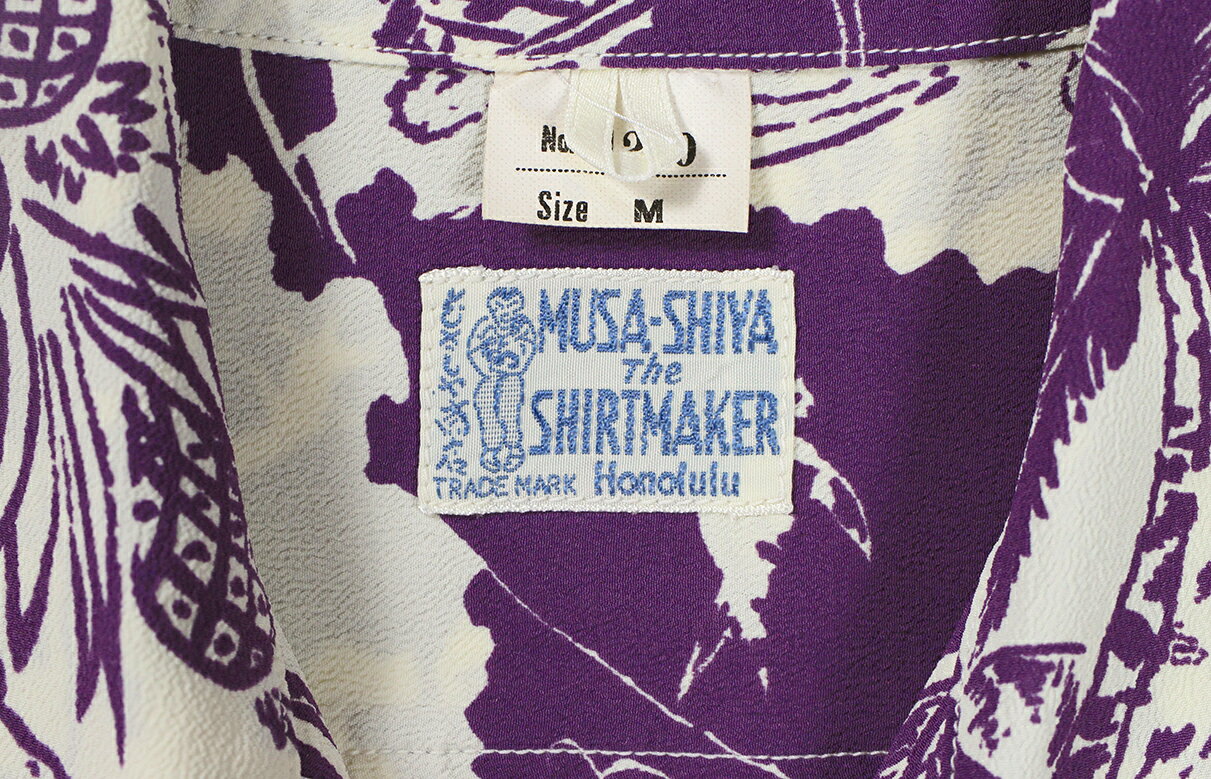 No.
Size M
MUSA-SHIYA
The
SHIRTMAKER
TRADE MARK Honolulu